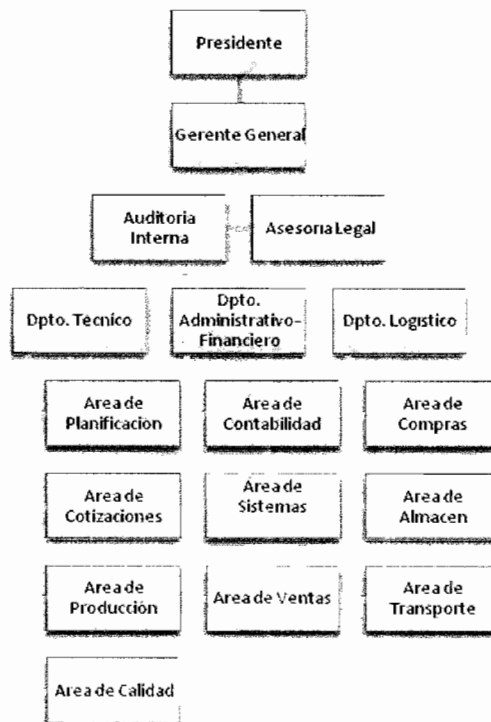 Presidente
Gerente General
Auditoria
Interna
Asesoria Legal
Dpto. Técnico
Dpto.
Administrativo-
Financiero
Dpto. Logistico
Area de
Planificacion
Area de
Contabilidad
Area de
Compras
Area de
Cotizaciones
Area de
Sistemas
Area de
Almacen
Area de
Producción
Area de Ventas
Area de
Transporte
Area de Calidad